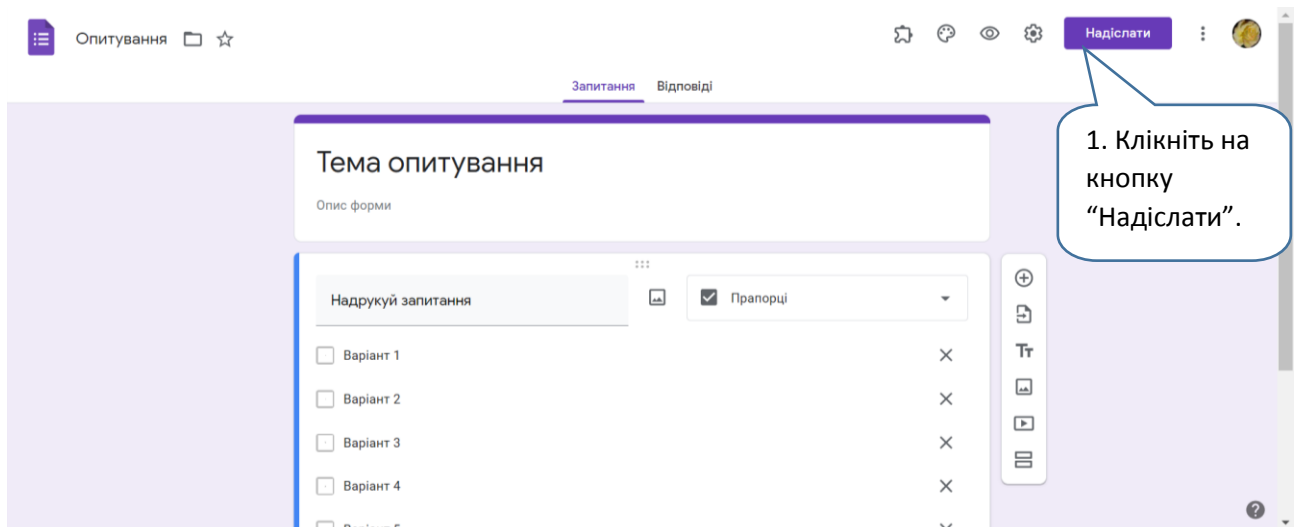 Опитування
Надіслати
Запитання Відповіді
1. Клікніть на
кнопку
“Надіслати”.
Тема опитування
Опис форми
Надрукуй запитання
Прапорці
Варіант 1
Варіант 2
Варіант 3
Варіант 4
Тт